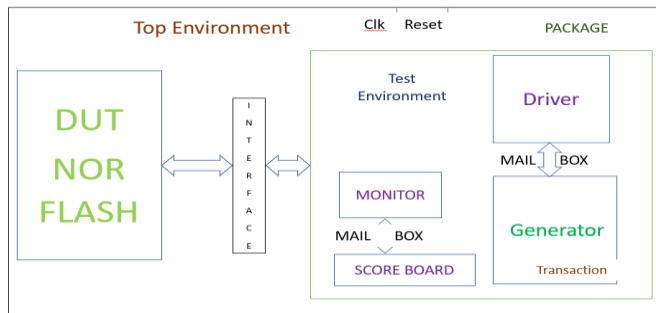 Top Environment
Clk Reset
PACKAGE
DUT
NOR
FLASH
INTERFACE
Test
Environment
Driver
MAIL BOX
MONITOR
MAIL BOX
SCORE BOARD
Generator
Transaction